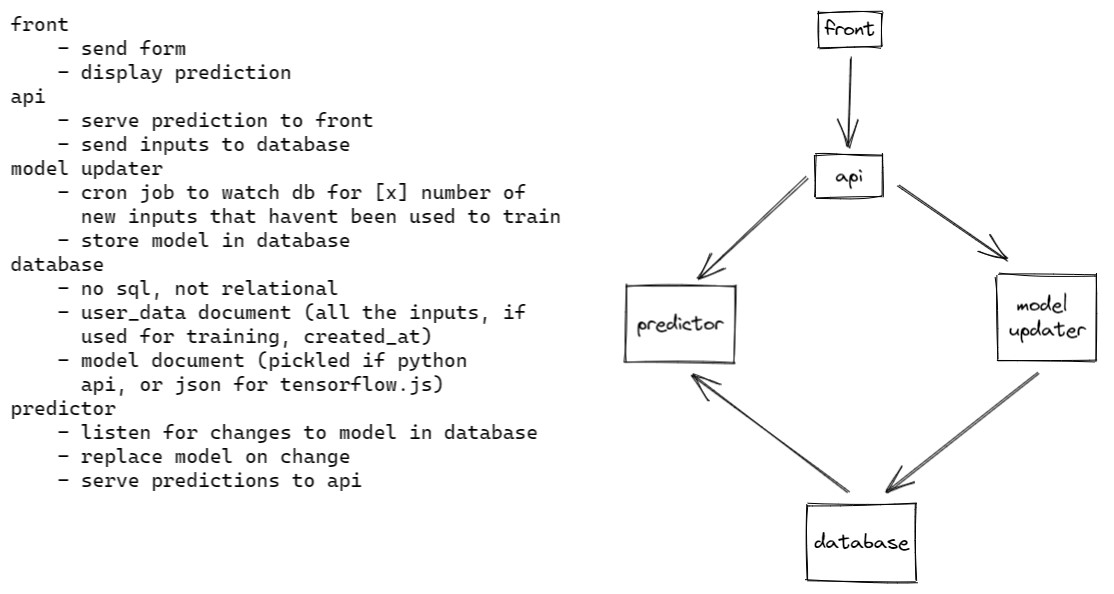 front
    - send form
    - display prediction
api
    - serve prediction to front
    - send inputs to database
model updater
    - cron job to watch db for [x] number of
      new inputs that havent been used to train
    - store model in database
database
    - no sql, not relational
    - user_data document (all the inputs, if
      used for training, created_at)
    - model document (pickled if python
      api, or json for tensorflow.js)
predictor
    - listen for changes to model in database
    - replace model on change
    - serve predictions to api
front
api
predictor
model
updater
database